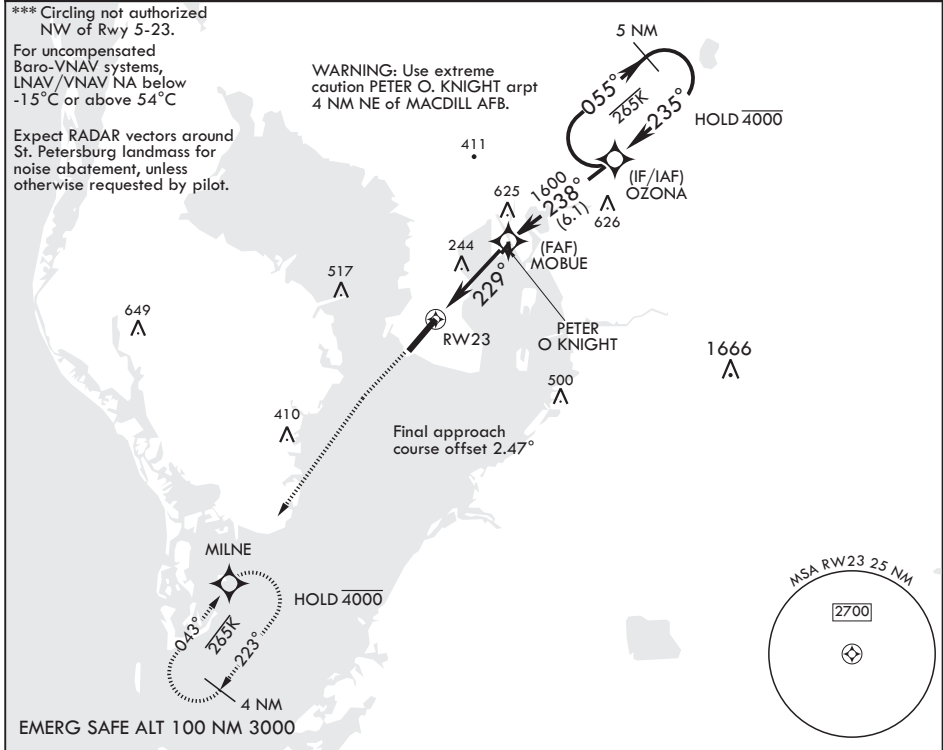 *** Circling not authorized
NW of Rwy 5-23.
For uncompensated
Baro-VNAV systems,
LNAV/VNAV NA below
-15°C or above 54°C
Expect RADAR vectors around
St. Petersburg landmass for
noise abatement, unless
otherwise requested by pilot.
WARNING: Use extreme
caution PETER O. KNIGHT arpt
4 NM NE of MACDILL AFB.
5 NM
055°
265K
235°
HOLD 4000
(IF/IAF)
OZONA
411
625
1600
238°
(6.1)
626
(FAF)
MOBUE
244
229°
517
649
RW23
PETER
O KNIGHT
1666
500
410
Final approach
course offset 2.47°
MILNE
HOLD 4000
043°
265K
223°
4 NM
MSA RW23 25 NM
2700
EMERG SAFE ALT 100 NM 3000